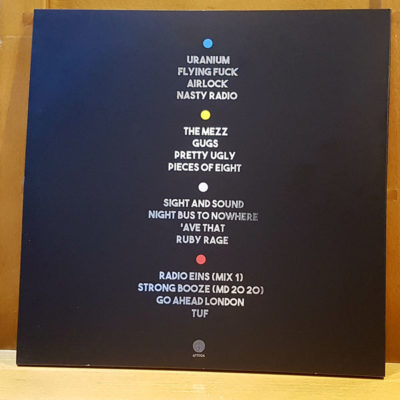 URANIUM
FLYING FUCK
AIRLOCK
NASTY RADIO
THE MEZZ
GUGS
PRETTY UGLY
PIECES OF EIGHT
SIGHT AND SOUND
NIGHT BUS TO NOWHERE
'AVE THAT
RUBY RAGE
RADIO EINS (MIX 1)
STRONG BOOZE (MD 20 20)
GO AHEAD LONDON
TUF